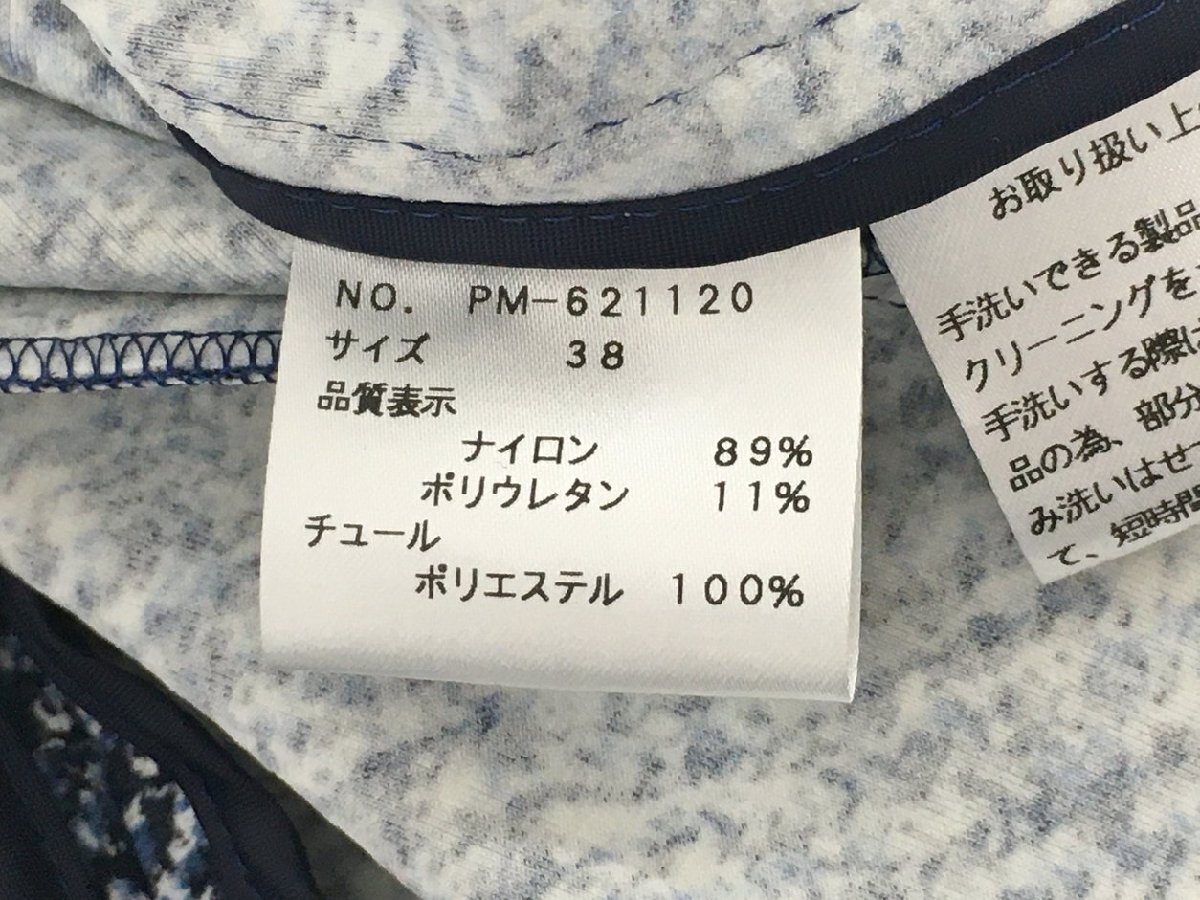 NO. PM-621120
サイズ 38
品質表示
ナイロン 89%
ポリウレタン 11%
チュール
ポリエステル 100%
お取り扱い上
手洗いできる製品
クリーニングを
手洗いする際は
品の為、部分
み洗いはせ
て、短時間